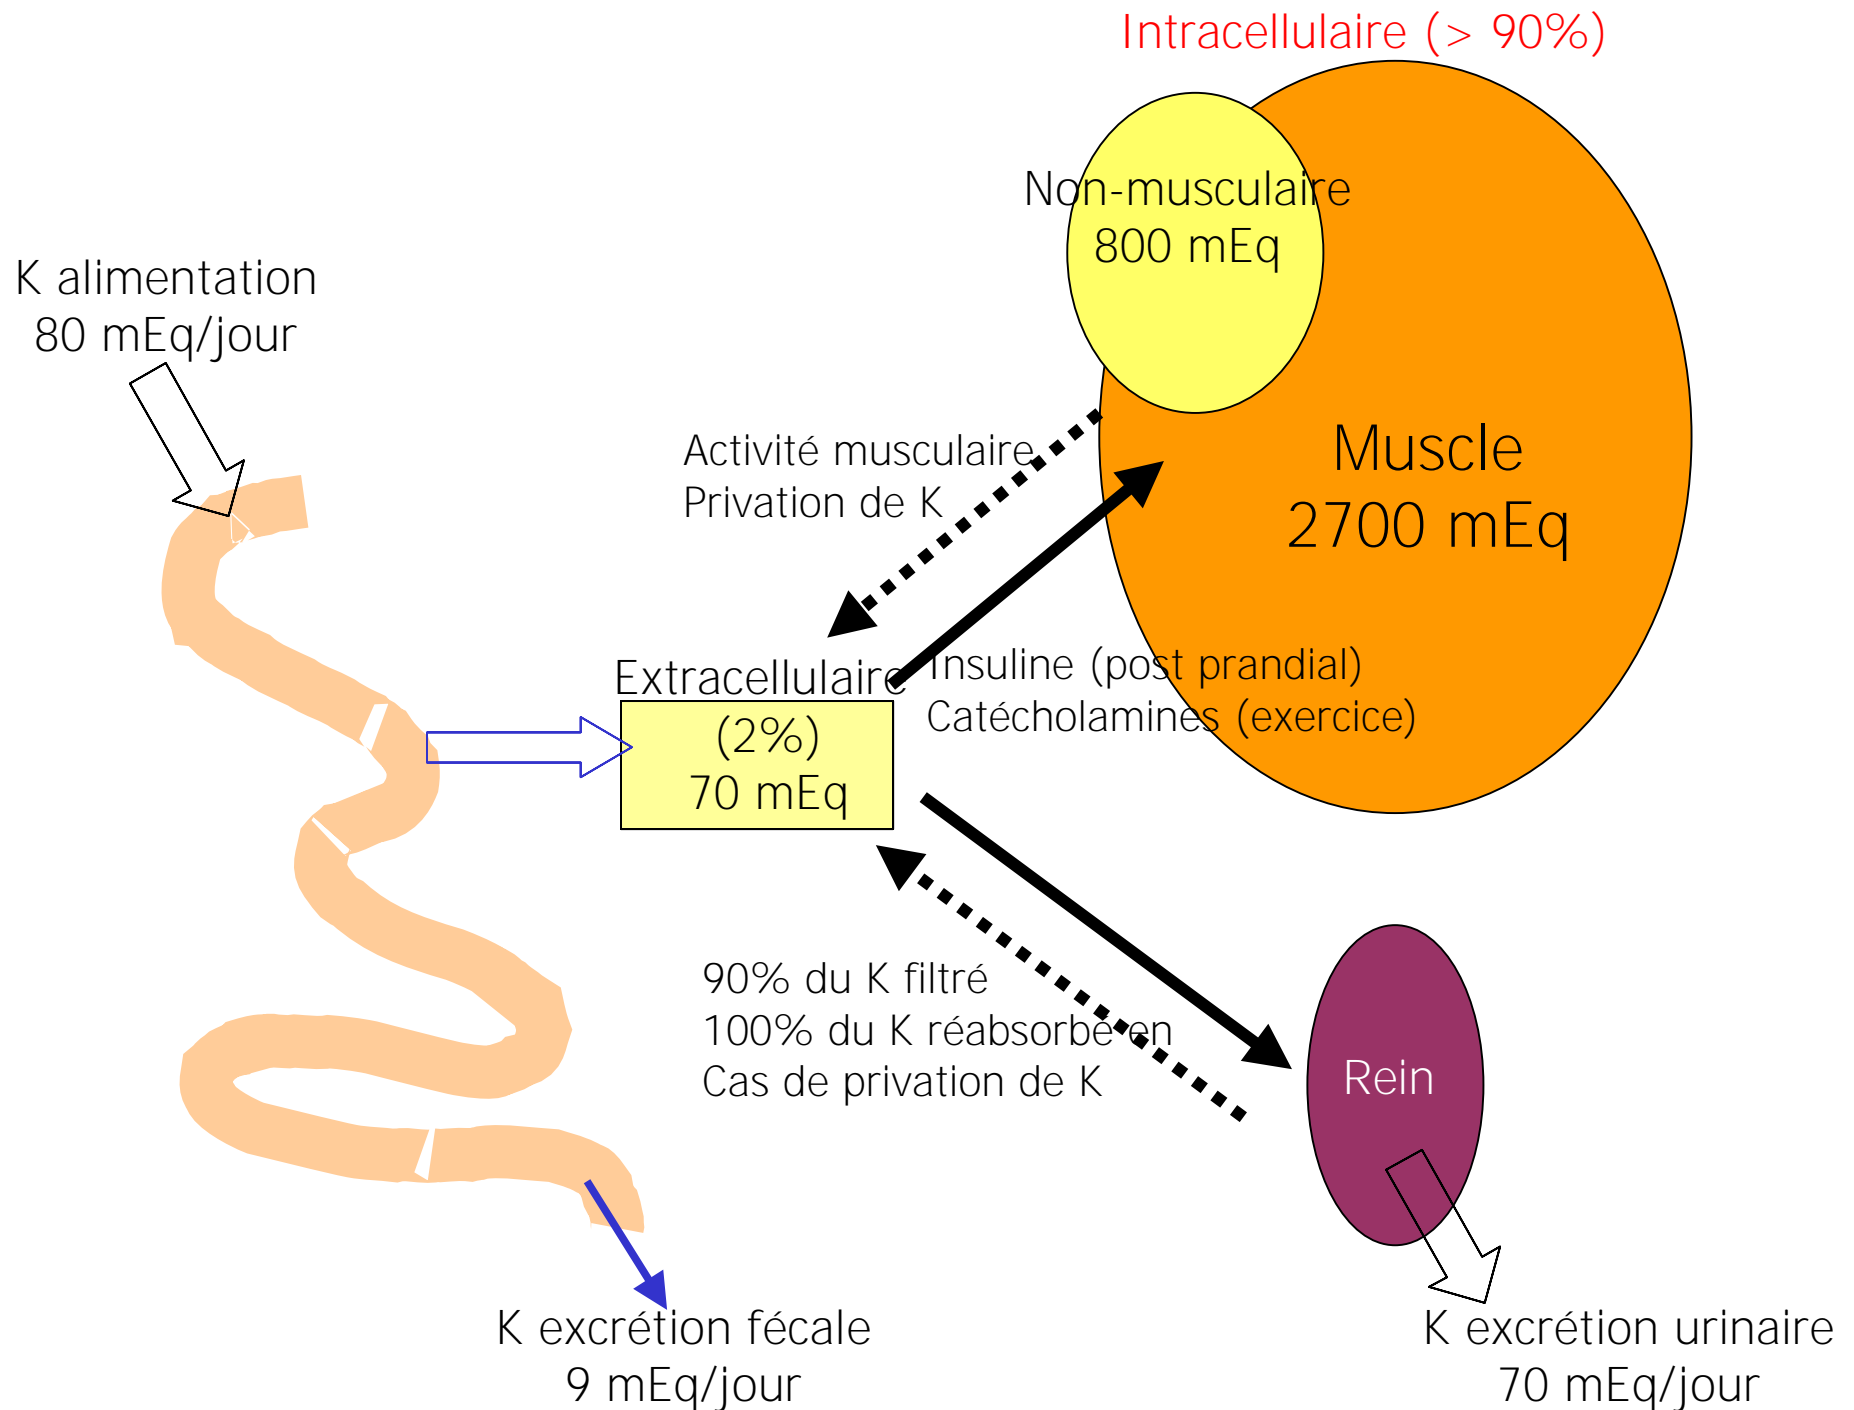 Intracellulaire (> 90%)
Non-musculaire
800 mEq
K alimentation
80 mEq/jour
Activité musculaire
Privation de K
Muscle
2700 mEq
Extracellulaire
(2%)
70 mEq
Insuline (post prandial)
Catécholamines (exercice)
90% du K filtré
100% du K réabsorbé en
Cas de privation de K
Rein
K excrétion fécale
9 mEq/jour
K excrétion urinaire
70 mEq/jour